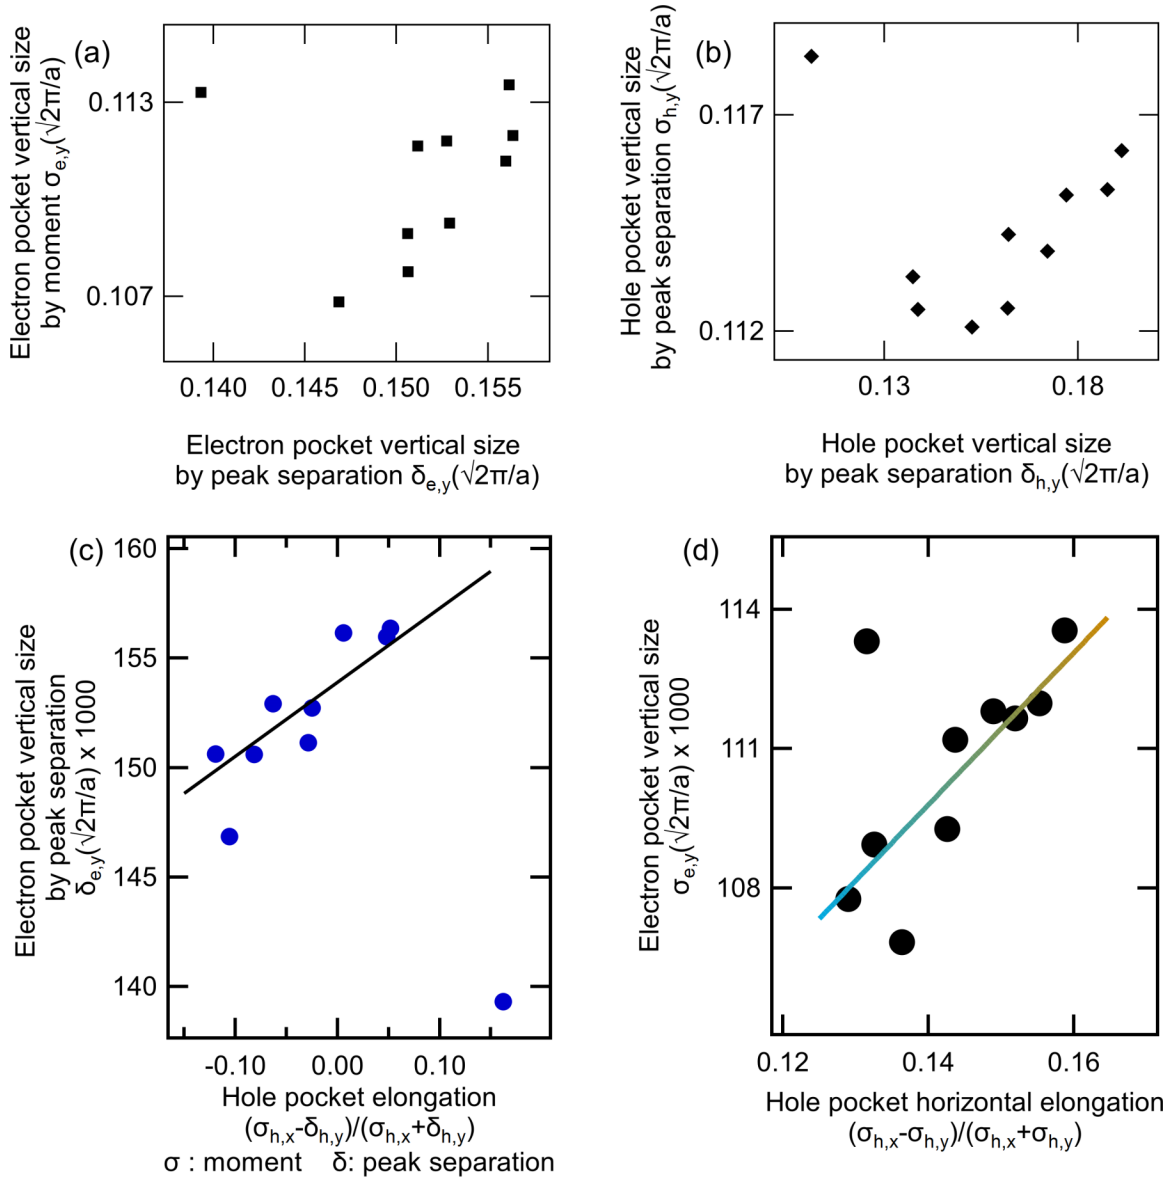 (a)
Electron pocket vertical size
by moment σe,y(√2π/a)
0.113
0.107
0.140 0.145 0.150 0.155
Electron pocket vertical size
by peak separation δe,y(√2π/a)
(b)
Hole pocket vertical size
by peak separation σh,y(√2π/a)
0.117
0.112
0.13 0.18
Hole pocket vertical size
by peak separation δh,y(√2π/a)
(c)
Electron pocket vertical size
by peak separation
δe,y(√2π/a) x 1000
160
155
150
145
140
-0.10 0.00 0.10
Hole pocket elongation
(σh,x-δh,y)/(σh,x+δh,y)
σ : moment δ: peak separation
(d)
Electron pocket vertical size
σe,y(√2π/a) x 1000
114
111
108
0.12 0.14 0.16
Hole pocket horizontal elongation
(σh,x-σh,y)/(σh,x+σh,y)